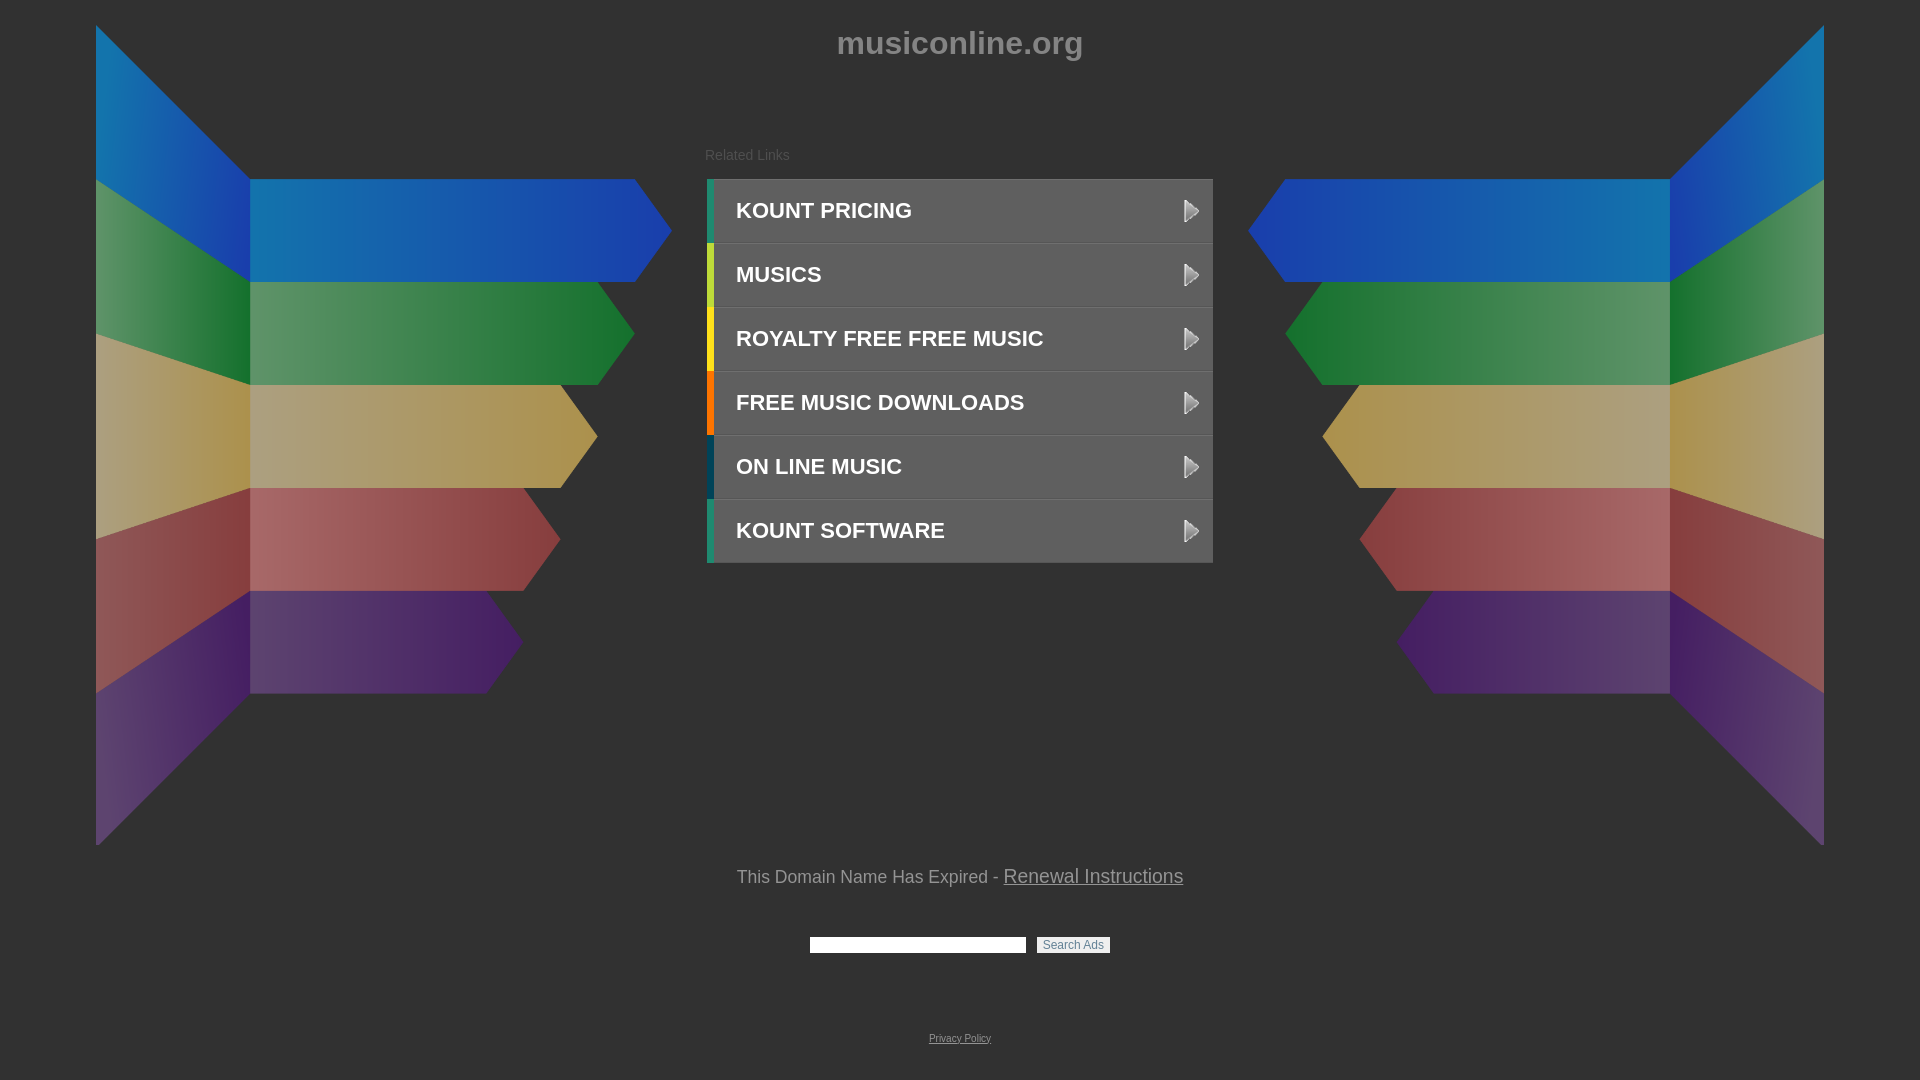 musiconline.org
Related Links
KOUNT PRICING
MUSICS
ROYALTY FREE FREE MUSIC
FREE MUSIC DOWNLOADS
ON LINE MUSIC
KOUNT SOFTWARE
This Domain Name Has Expired - Renewal Instructions
Search Ads
Privacy Policy